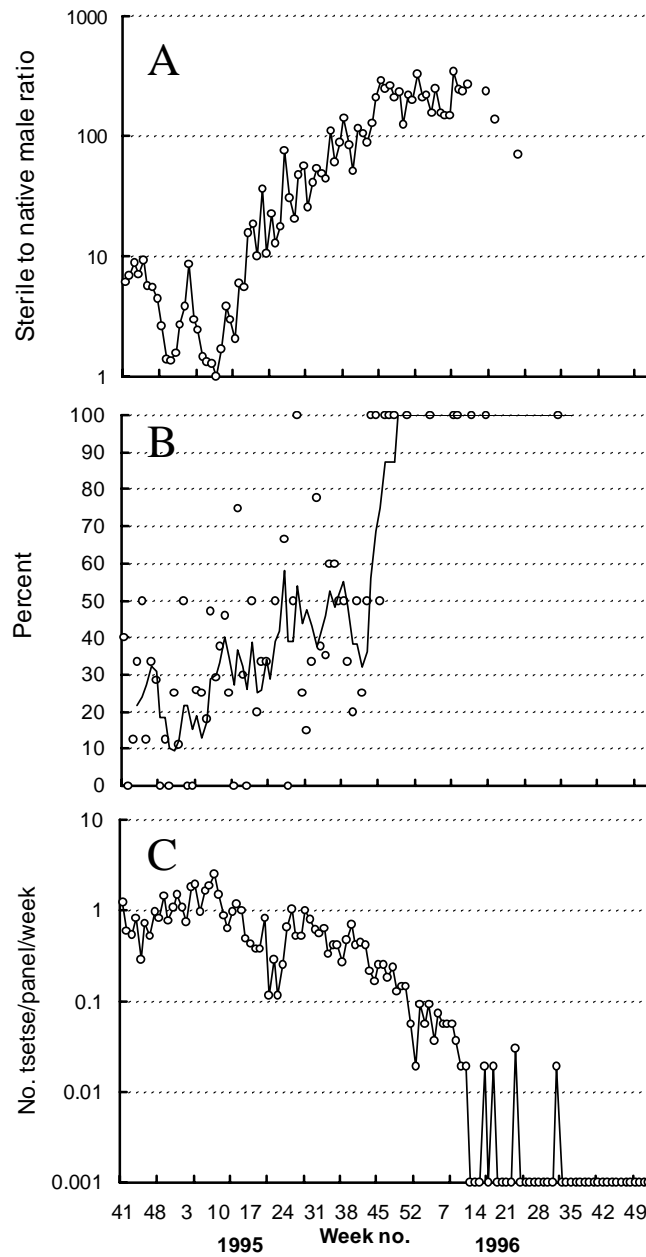 1000
A
100
10
1
Sterile to native male ratio
100
B
90
80
70
60
50
40
30
20
10
0
Percent
10
C
1
0.1
0.01
0.001
No. tsetse/panel/week
41 48 3 10 17 24 31 38 45 52 7 14 21 28 35 42 49
1995 Week no. 1996